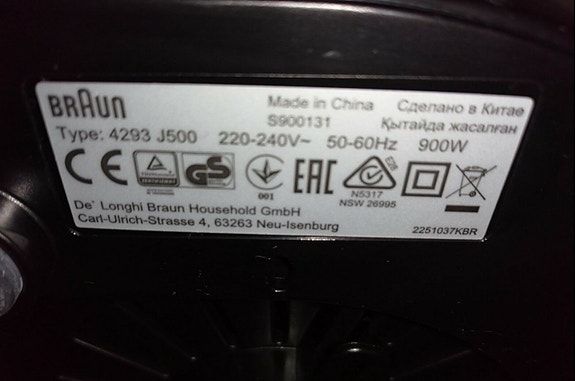 BRAUN
Made in China Сделано в Китае
S900131 Қытайда жасалған
Type: 4293 J500 220-240V~ 50-60Hz 900W
CE GS 001 EAC N5317
NSW 26995
De' Longhi Braun Household GmbH
Carl-Ulrich-Strasse 4, 63263 Neu-Isenburg
2251037KBR